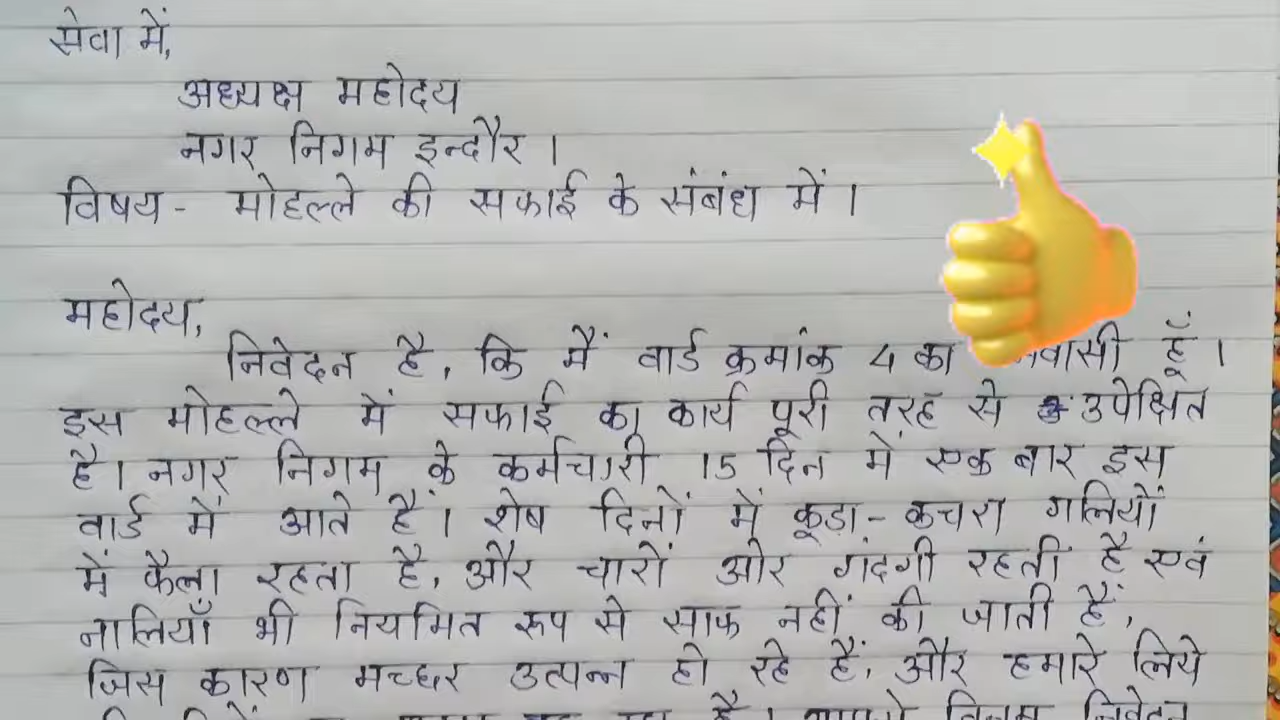 सेवा में,
अध्यक्ष महोदय
नगर निगम इन्दौर ।
विषय - मोहल्ले की सफाई के संबंध में ।
महोदय,
निवेदन है, कि मैं वार्ड क्रमांक 4 का हूँ ।
इस मोहल्ले में सफाई का कार्य पूरी तरह से उपेक्षित
है । नगर निगम के कर्मचारी 15 दिन में एक बार इस
वार्ड में आते हैं । शेष दिनों में कूड़ा - कचरा गलियों
में फैला रहता है, और चारों ओर गंदगी रहती है एवं
नालियाँ भी नियमित रूप से साफ नहीं की जाती हैं,
जिस कारण मच्छर उत्पन्न हो रहे हैं, और हमारे लिये